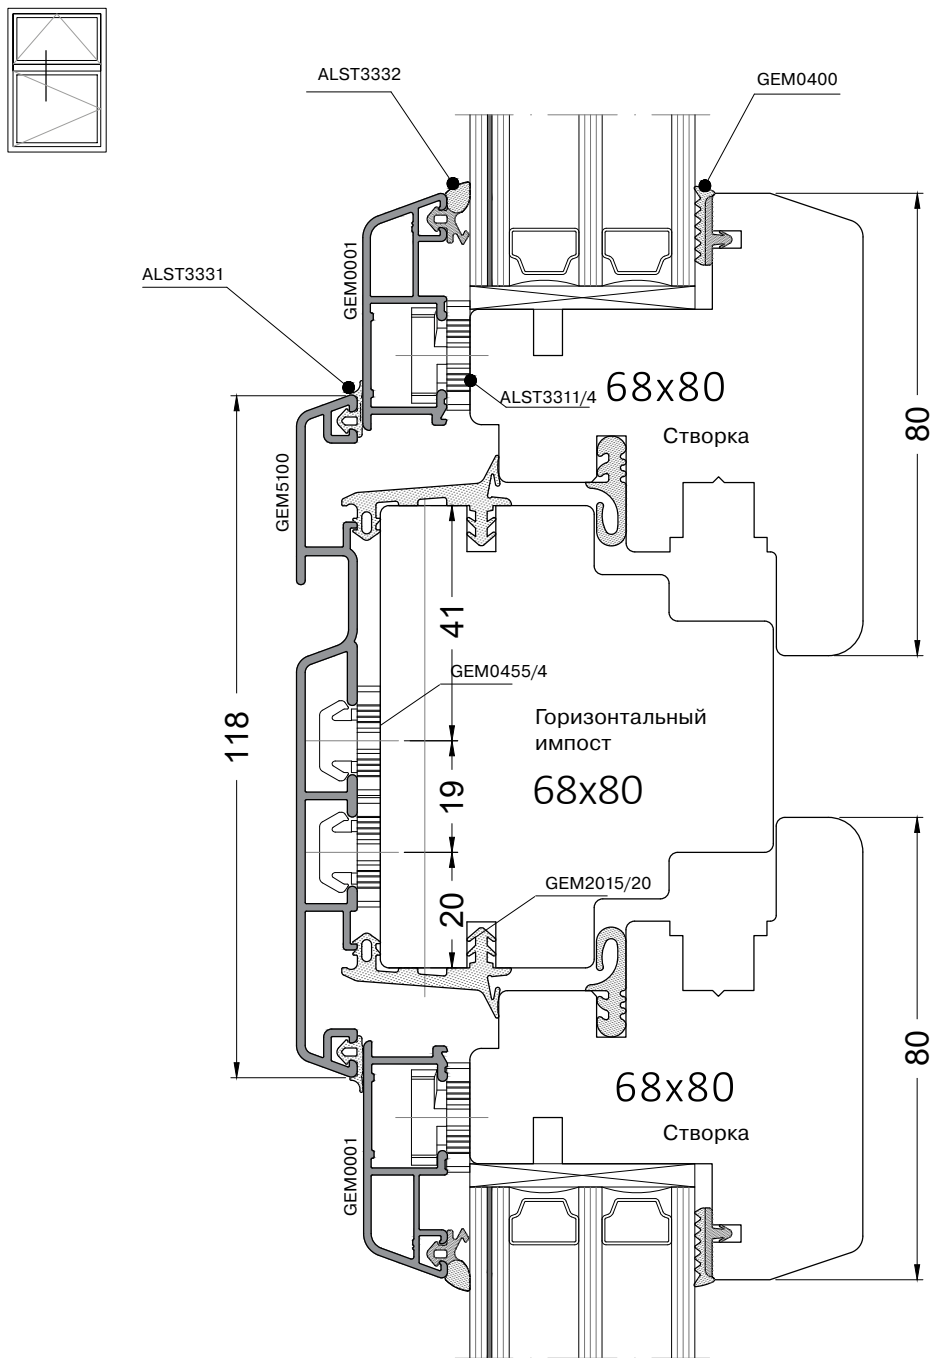 ALST3332
GEM0400
GEM0001
ALST3331
68x80
ALST3311/4
80
Створка
GEM5100
41
GEM0455/4
Горизонтальный
импост
118
19
68x80
GEM2015/20
20
80
68x80
Створка
GEM0001